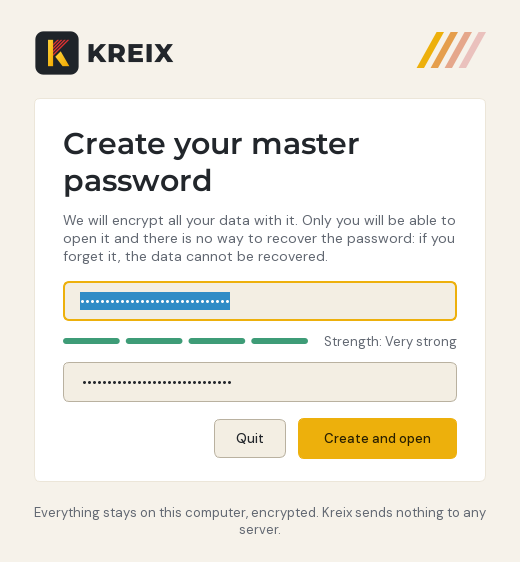 KREIX
Create your master
password
We will encrypt all your data with it. Only you will be able to
open it and there is no way to recover the password: if you
forget it, the data cannot be recovered.
••••••••••••••••••••••••••••••
Strength: Very strong
••••••••••••••••••••••••••••••
Quit
Create and open
Everything stays on this computer, encrypted. Kreix sends nothing to any
server.